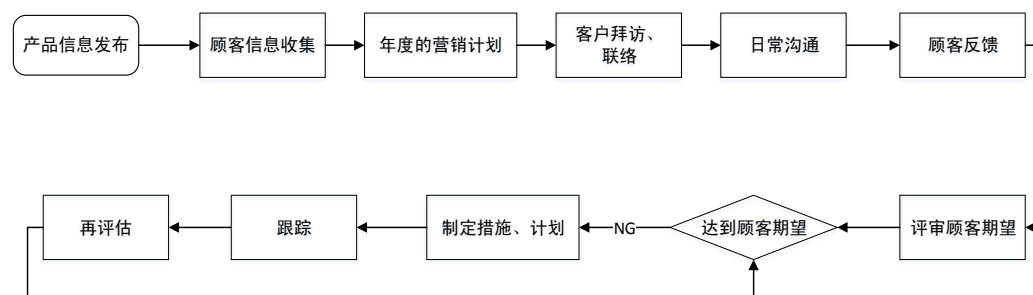 产品信息发布
顾客信息收集
年度的营销计划
客户拜访、
联络
日常沟通
顾客反馈
再评估
跟踪
制定措施、计划
NG
达到顾客期望
评审顾客期望